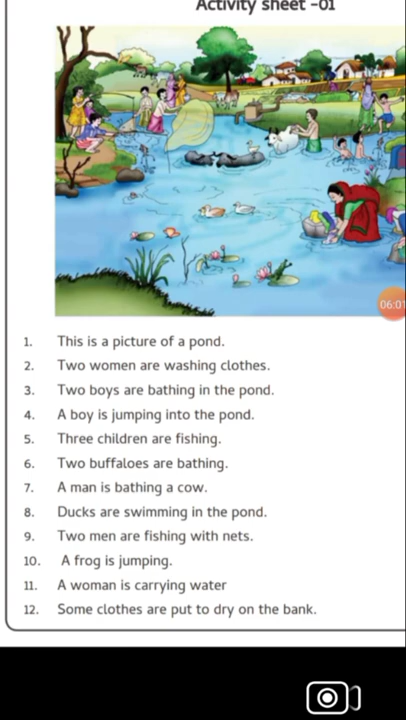 Activity sheet -01
06:01
1. This is a picture of a pond.
2. Two women are washing clothes.
3. Two boys are bathing in the pond.
4. A boy is jumping into the pond.
5. Three children are fishing.
6. Two buffaloes are bathing.
7. A man is bathing a cow.
8. Ducks are swimming in the pond.
9. Two men are fishing with nets.
10. A frog is jumping.
11. A woman is carrying water
12. Some clothes are put to dry on the bank.